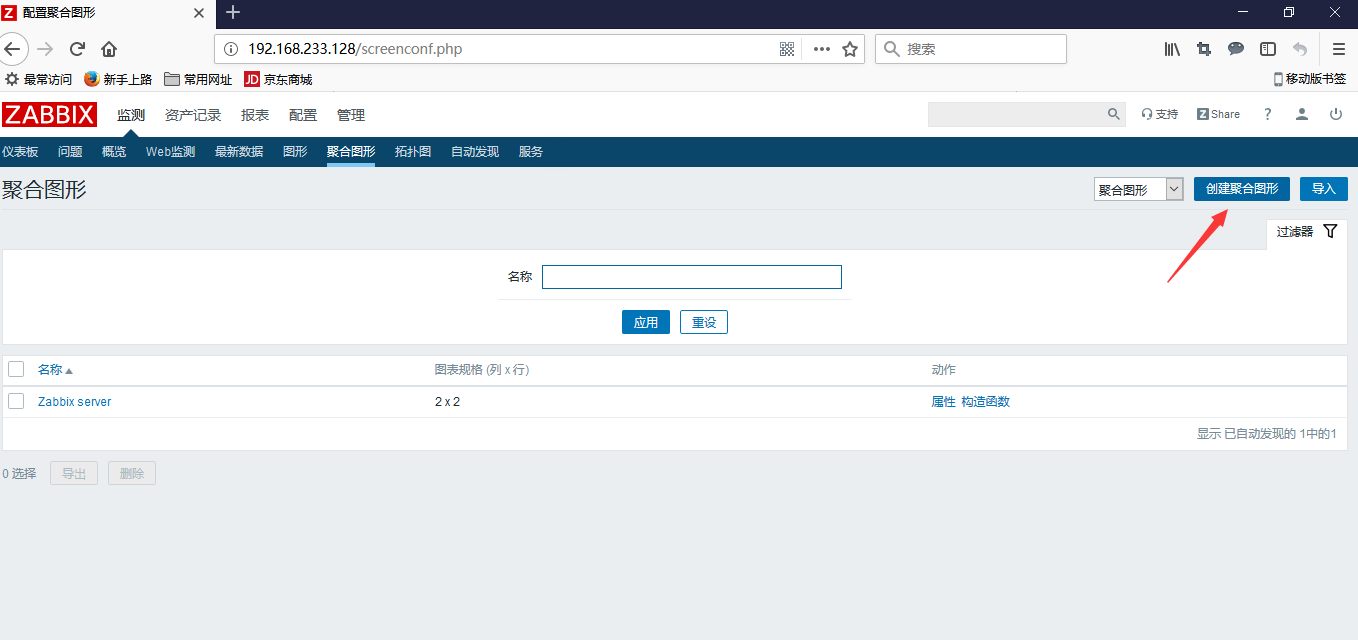 Z 配置聚合图形
192.168.233.128/screenconf.php 搜索
最常访问 新手上路 常用网址 JD 京东商城 移动版书签
ZABBIX 监测 资产记录 报表 配置 管理 支持 Z Share ?
仪表板 问题 概览 Web监测 最新数据 图形 聚合图形 拓扑图 自动发现 服务
聚合图形 聚合图形 创建聚合图形 导入
过滤器
名称
应用 重设
名称 图表规格 (列 x 行) 动作
Zabbix server 2 x 2 属性 构造函数
显示 已自动发现的 1中的1
0 选择 导出 删除